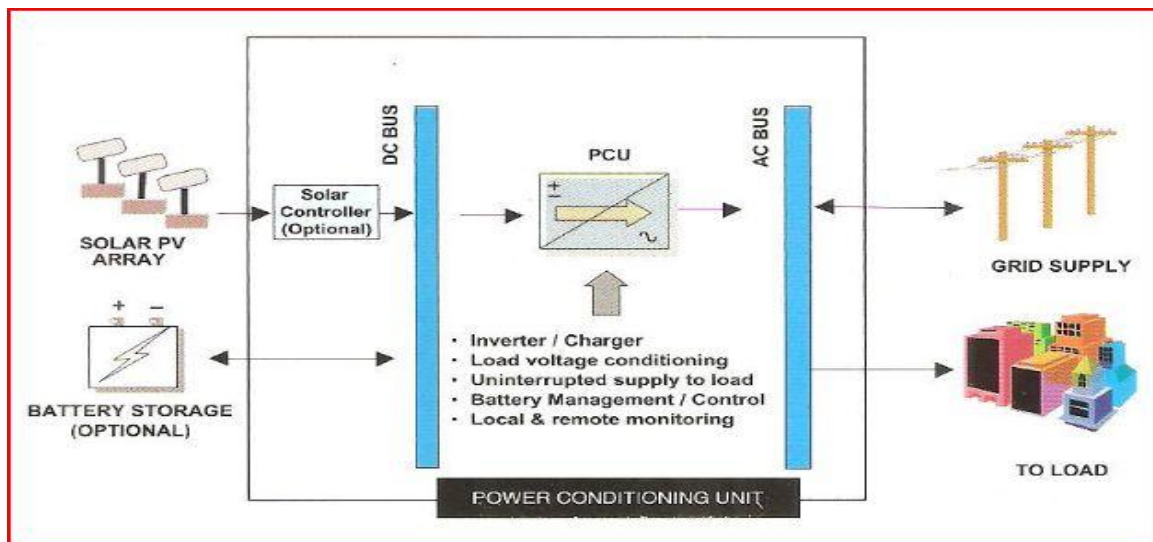 DC BUS
AC BUS
PCU
Solar
Controller
(Optional)
SOLAR PV
ARRAY
GRID SUPPLY
+ −
BATTERY STORAGE
(OPTIONAL)
· Inverter / Charger
· Load voltage conditioning
· Uninterrupted supply to load
· Battery Management / Control
· Local & remote monitoring
TO LOAD
POWER CONDITIONING UNIT